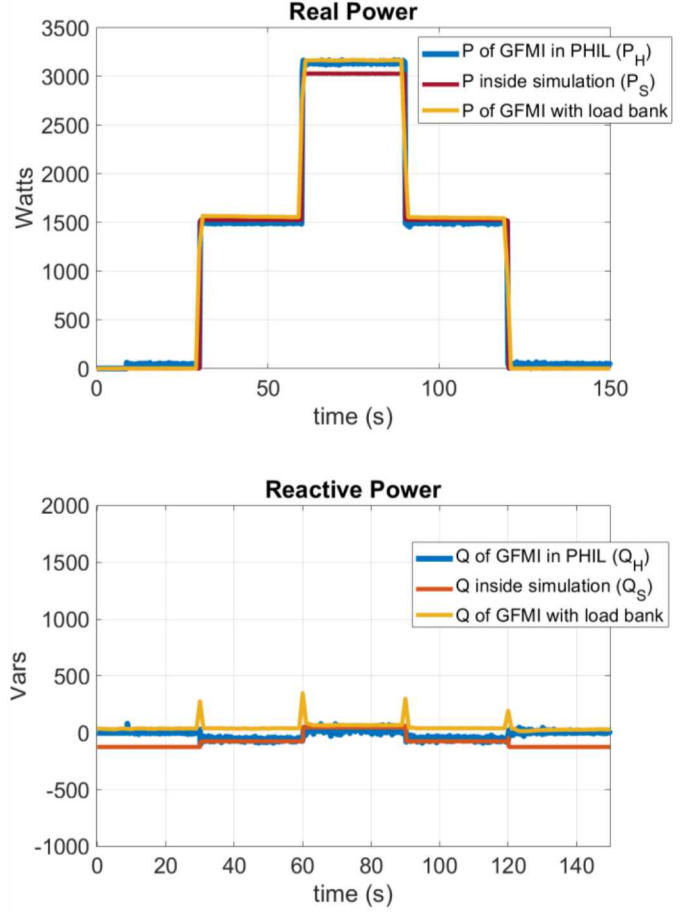 Real Power
3500
3000
2500
2000
1500
1000
500
0
Watts
P of GFMI in PHIL (P_H)
P inside simulation (P_S)
P of GFMI with load bank
0 50 100 150
time (s)
Reactive Power
2000
1500
1000
500
0
-500
-1000
Vars
Q of GFMI in PHIL (Q_H)
Q inside simulation (Q_S)
Q of GFMI with load bank
0 20 40 60 80 100 120 140
time (s)